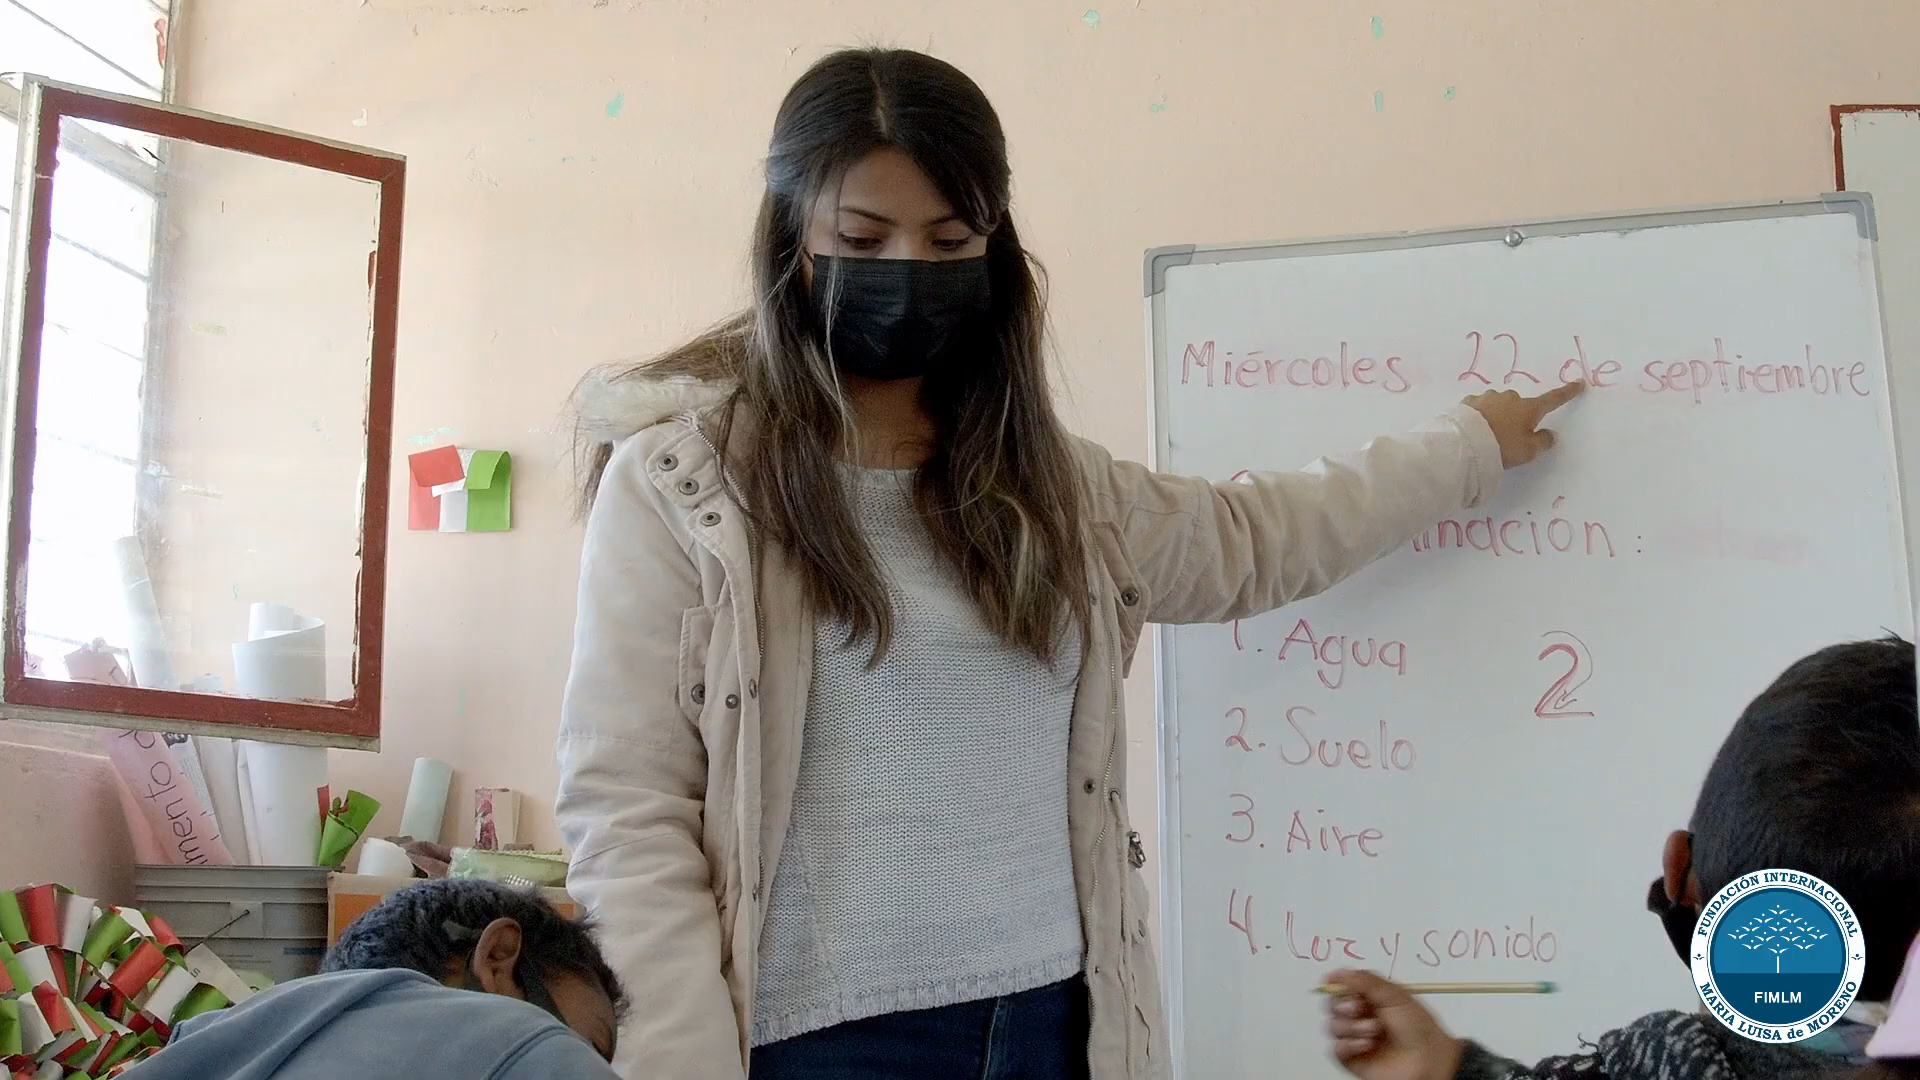 Miércoles 22 de septiembre
inación:
1. Agua
2
2. Suelo
3. Aire
4. Luz y sonido
FUNDACIÓN INTERNACIONAL
MARIA LUISA de MORENO
FIMLM